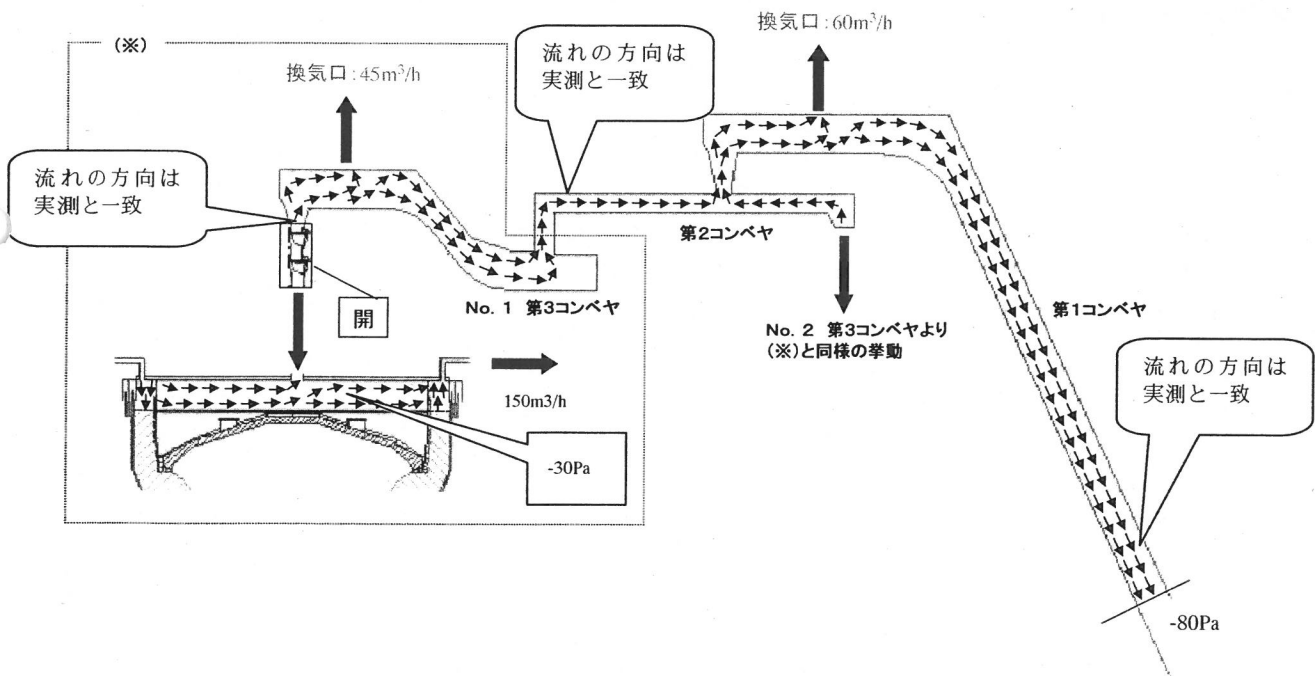 (※)
換気口:45m³/h
換気口:60m³/h
流れの方向は
実測と一致
流れの方向は
実測と一致
開
No. 1 第3コンベヤ
第2コンベヤ
No. 2 第3コンベヤより
(※)と同様の挙動
第1コンベヤ
流れの方向は
実測と一致
150m3/h
-30Pa
-80Pa